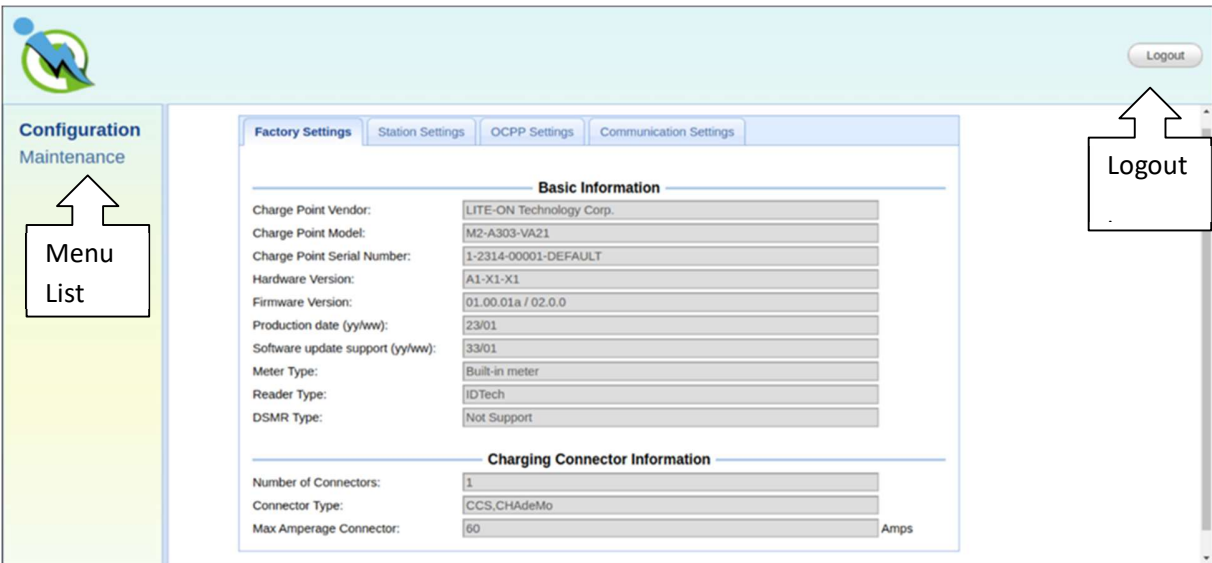 Logout
Configuration
Maintenance
Menu
List
Logout
Factory Settings
Station Settings
OCPP Settings
Communication Settings
Basic Information
Charge Point Vendor: LITE-ON Technology Corp.
Charge Point Model: M2-A303-VA21
Charge Point Serial Number: 1-2314-00001-DEFAULT
Hardware Version: A1-X1-X1
Firmware Version: 01.00.01a / 02.0.0
Production date (yy/ww): 23/01
Software update support (yy/ww): 33/01
Meter Type: Built-in meter
Reader Type: IDTech
DSMR Type: Not Support
Charging Connector Information
Number of Connectors: 1
Connector Type: CCS,CHAdeMo
Max Amperage Connector: 60 Amps